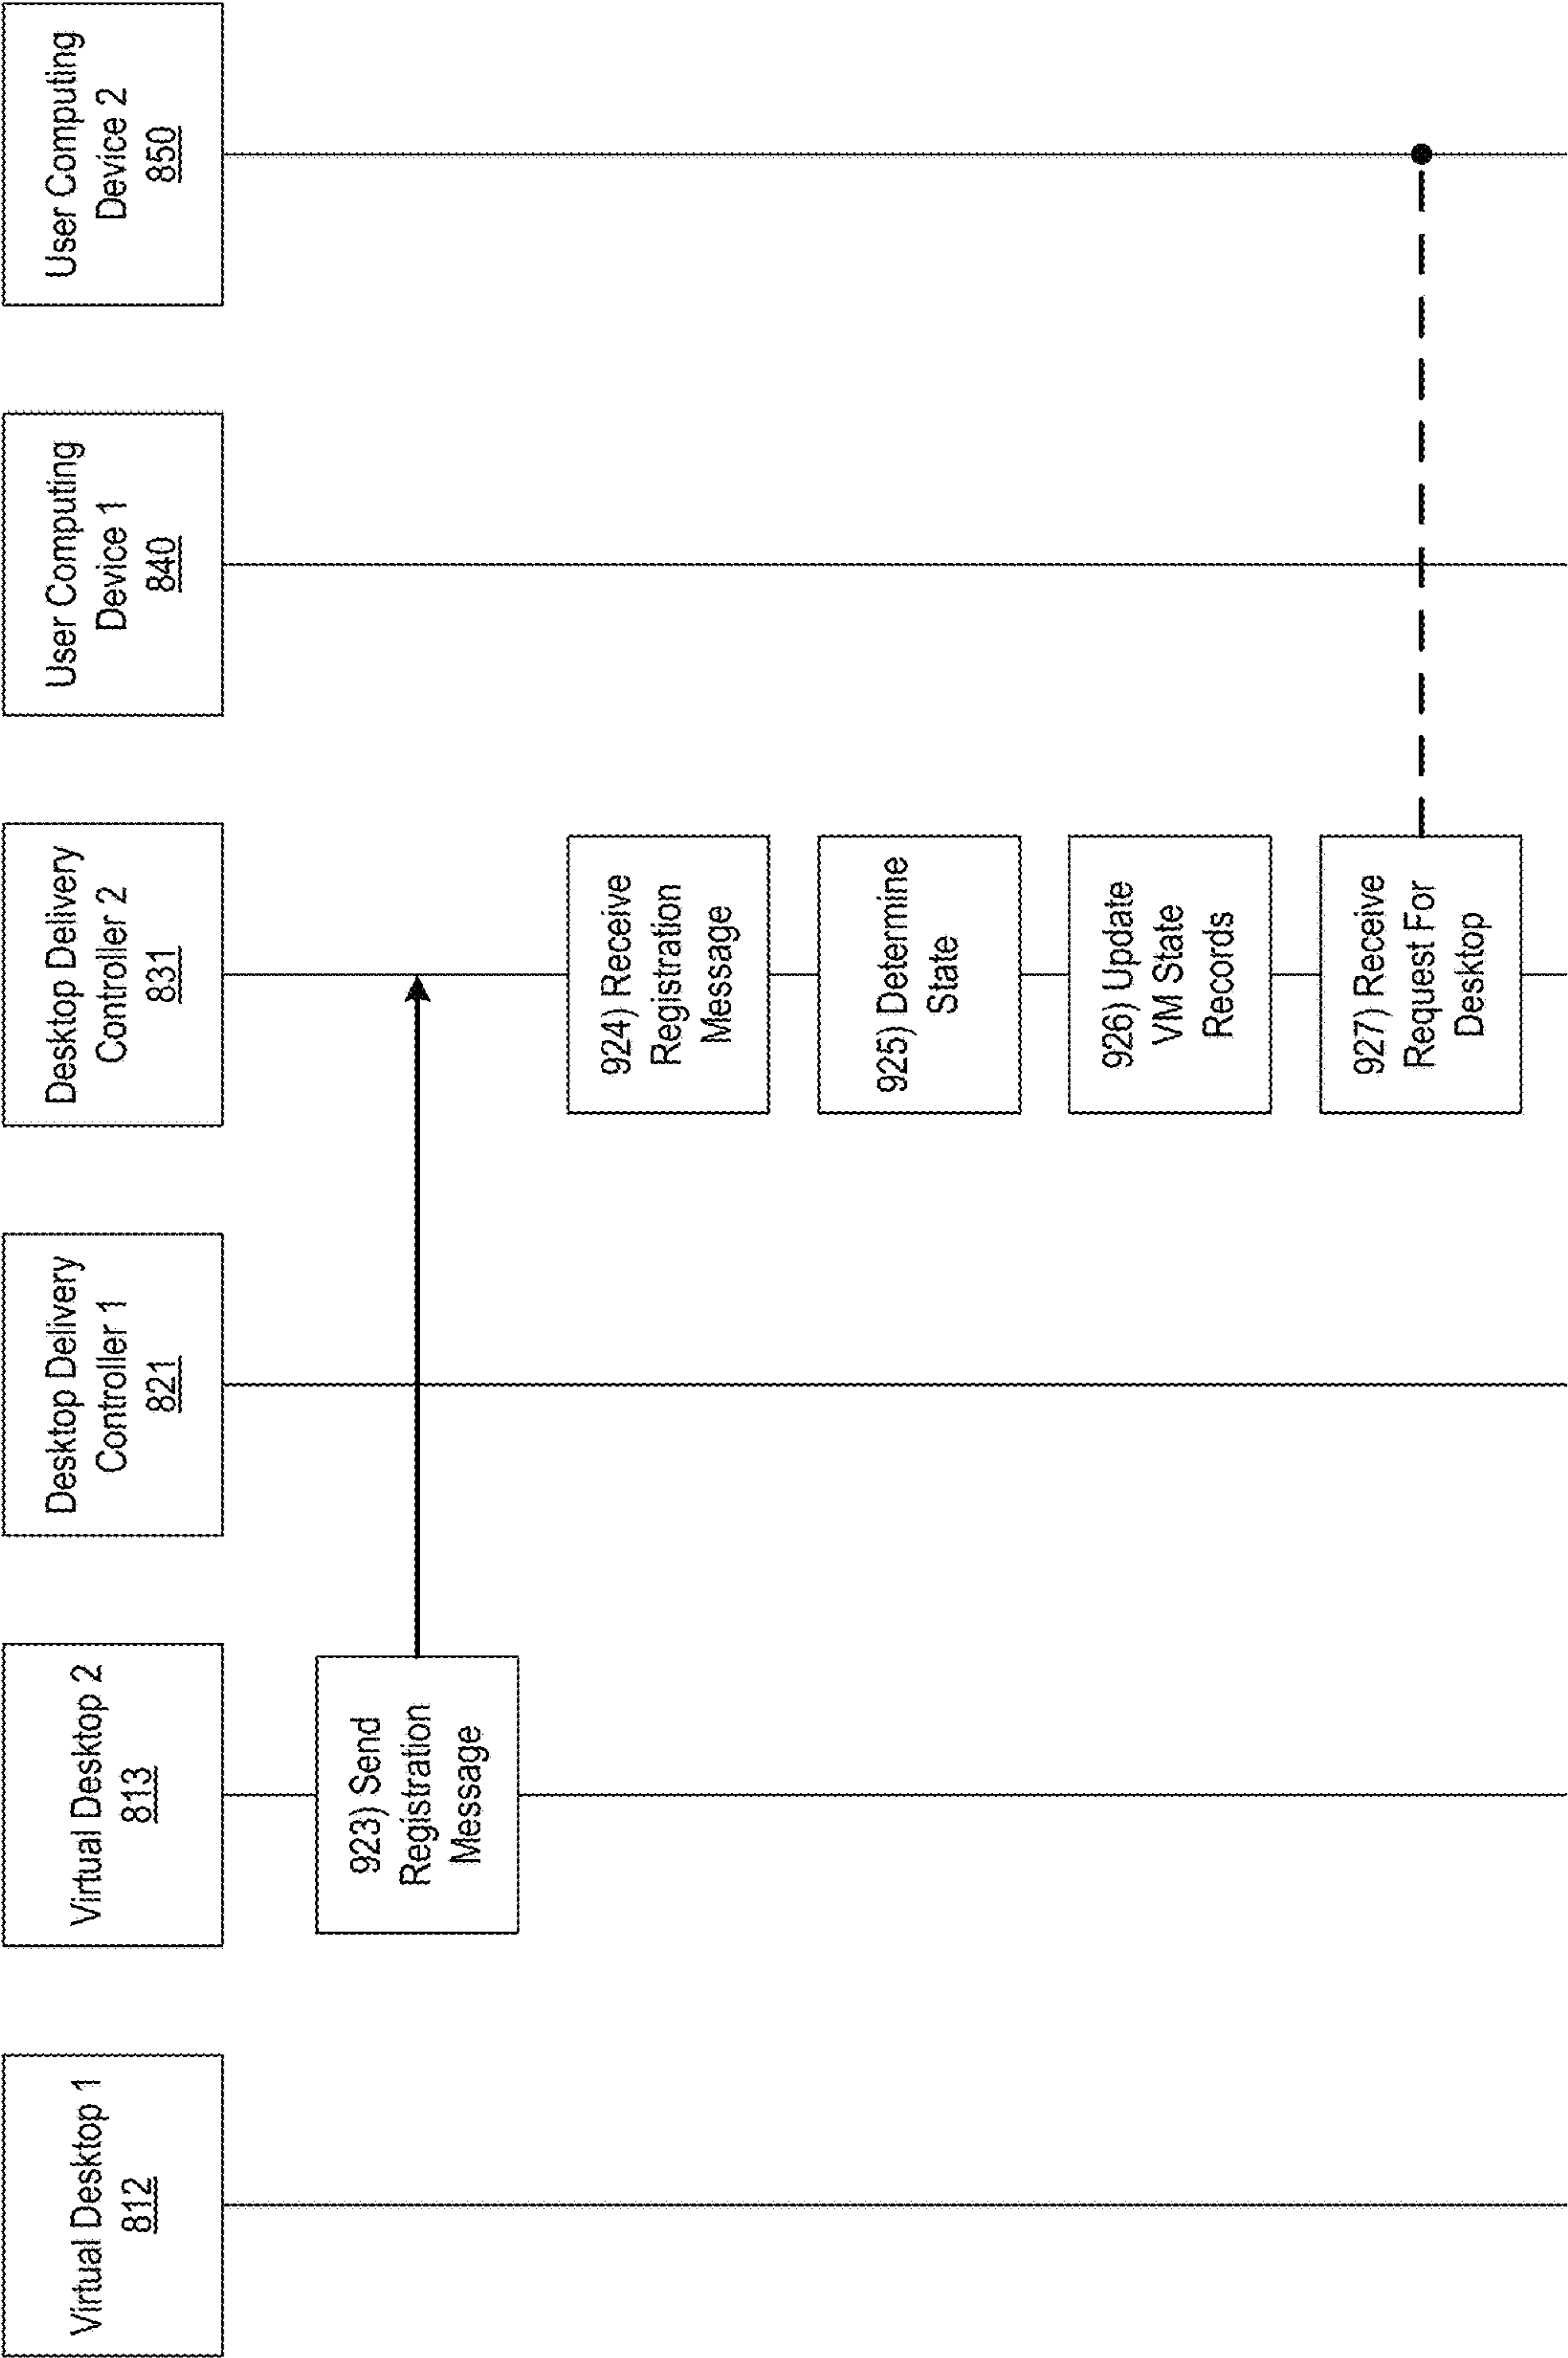 Virtual Desktop 1
812
Virtual Desktop 2
813
Desktop Delivery
Controller 1
821
Desktop Delivery
Controller 2
831
User Computing
Device 1
840
User Computing
Device 2
850
923) Send
Registration
Message
924) Receive
Registration
Message
925) Determine
State
926) Update
VM State
Records
927) Receive
Request For
Desktop